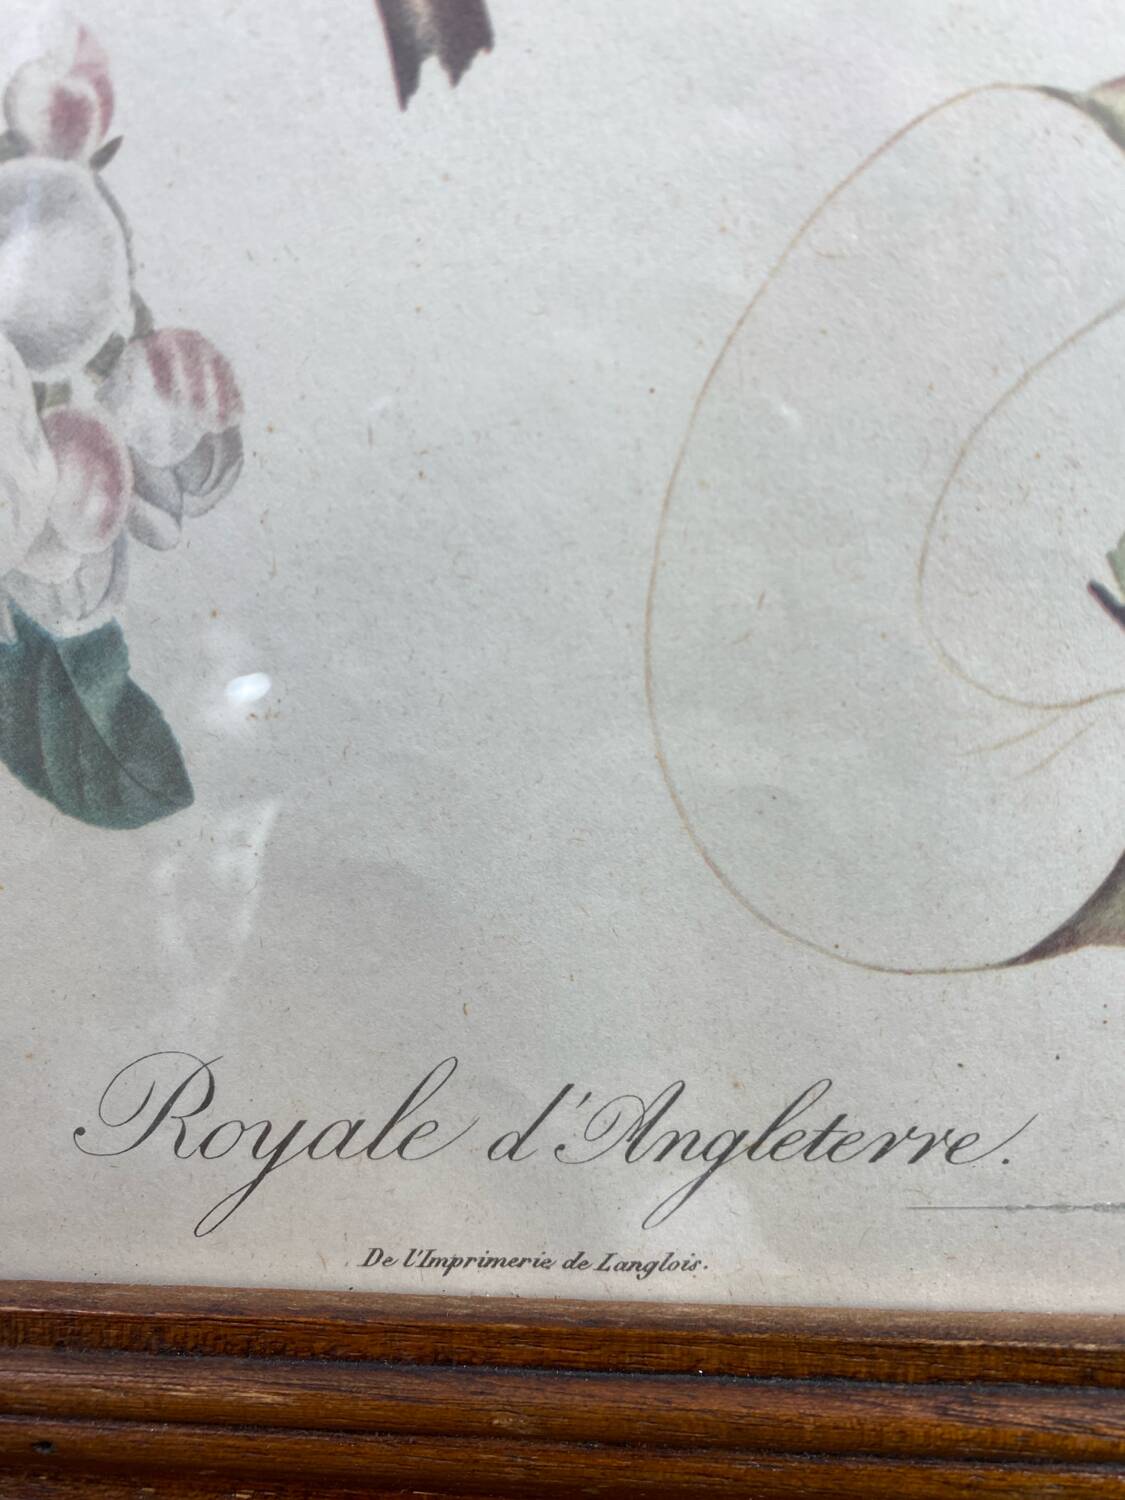 Royale d'Angleterre.
De l'Imprimerie de Langlois.